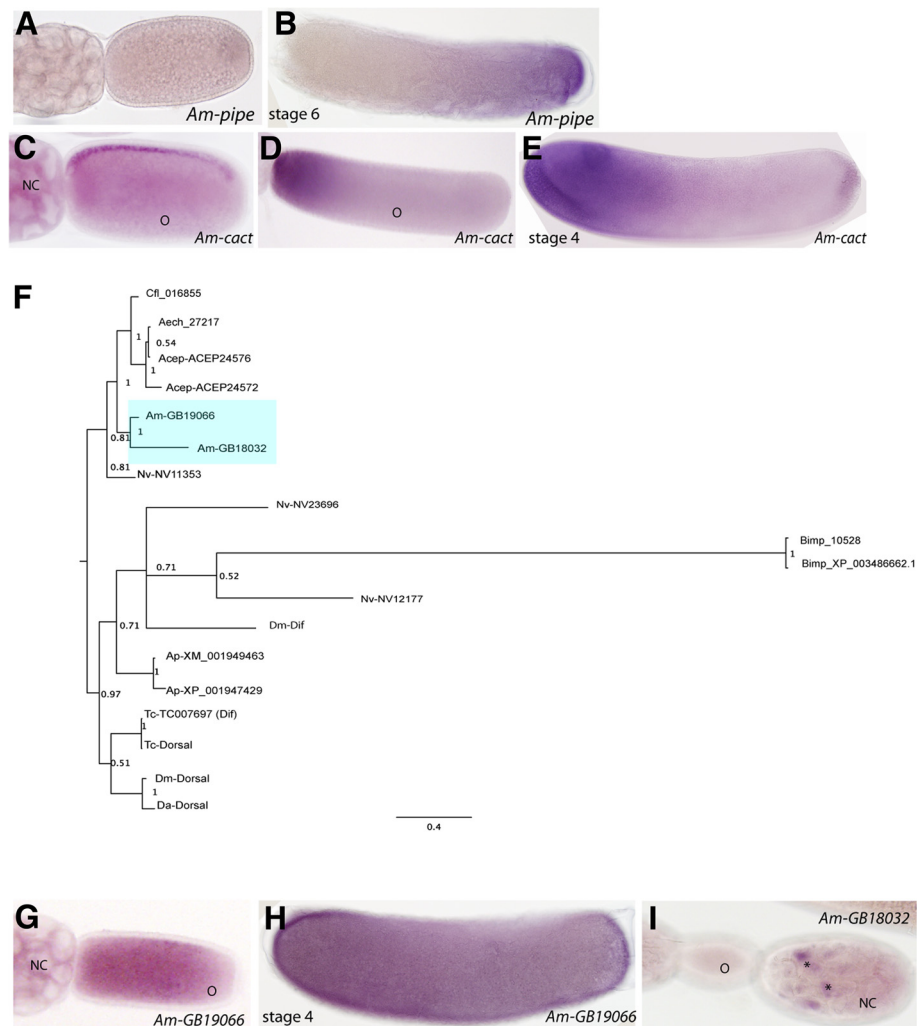 A
Am-pipe
B
stage 6
Am-pipe
C
NC
O
Am-cact
D
O
Am-cact
E
stage 4
Am-cact
F
Cfl_016855
Aech_27217
1
0.54
Acep-ACEP24576
1
1
Acep-ACEP24572
Am-GB19066
1
0.81
Am-GB18032
0.81
Nv-NV11353
Nv-NV23696
Bimp_10528
1
Bimp_XP_003486662.1
0.71
0.52
Nv-NV12177
0.71
Dm-Dif
Ap-XM_001949463
1
Ap-XP_001947429
0.97
Tc-TC007697 (Dif)
1
Tc-Dorsal
0.51
Dm-Dorsal
1
Da-Dorsal
0.4
G
NC
O
Am-GB19066
H
stage 4
Am-GB19066
I
Am-GB18032
O
*
*
NC